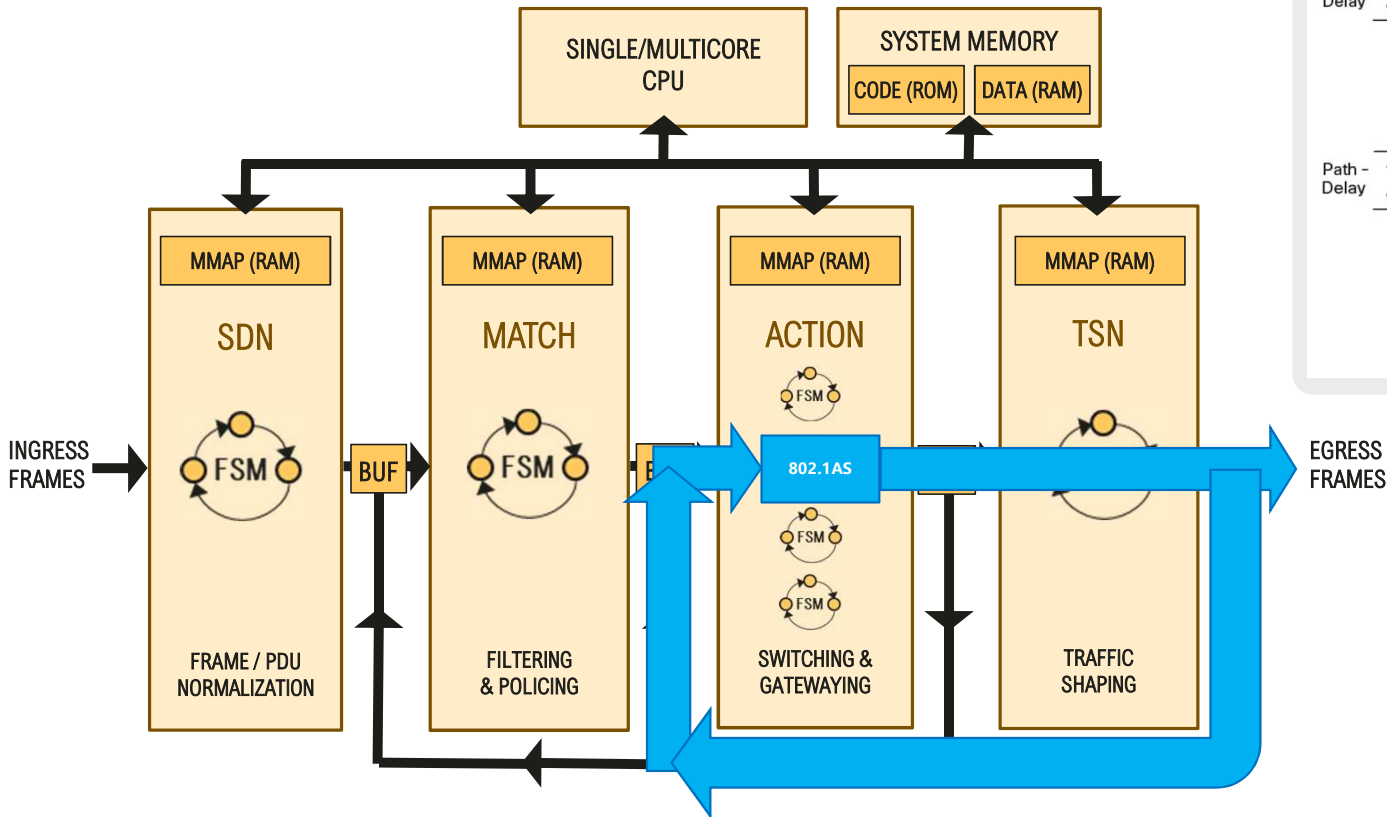 SINGLE/MULTICORE
CPU
SYSTEM MEMORY
CODE (ROM)
DATA (RAM)
Delay
Path -
Delay
MMAP (RAM)
MMAP (RAM)
MMAP (RAM)
MMAP (RAM)
SDN
MATCH
ACTION
TSN
FSM
INGRESS
FRAMES
FSM
BUF
FSM
802.1AS
EGRESS
FRAMES
FSM
FSM
FRAME / PDU
NORMALIZATION
FILTERING
& POLICING
SWITCHING &
GATEWAYING
TRAFFIC
SHAPING